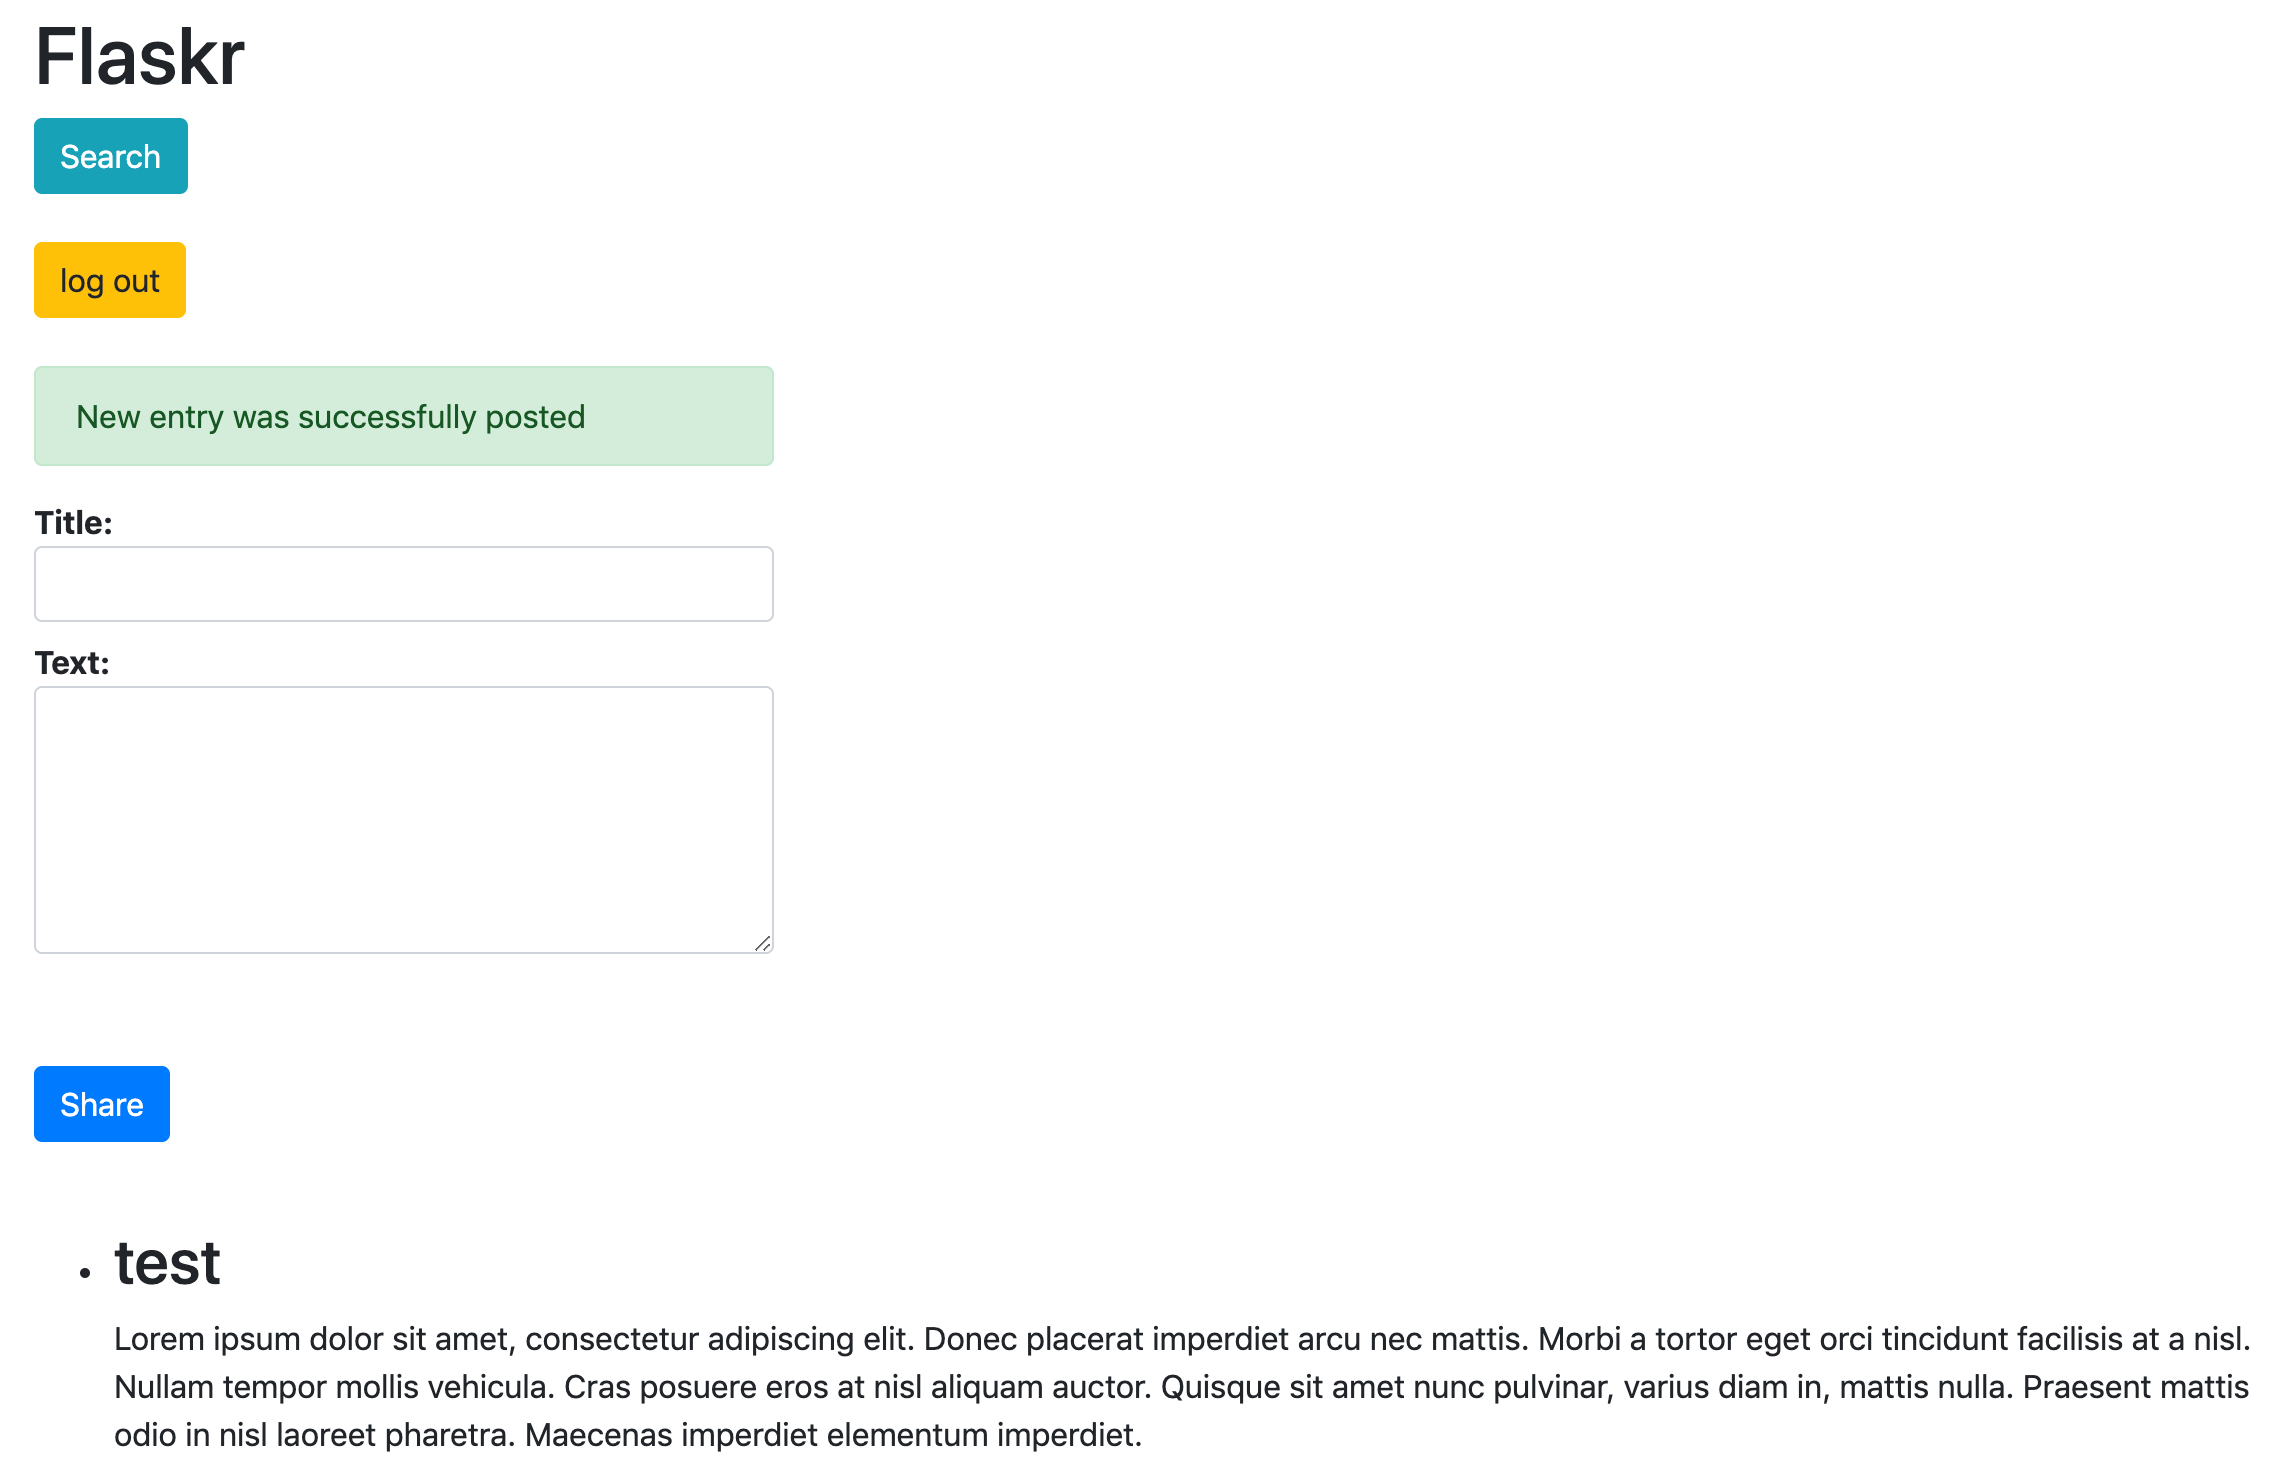 Flaskr
Search
log out
New entry was successfully posted
Title:
Text:
Share
test
Lorem ipsum dolor sit amet, consectetur adipiscing elit. Donec placerat imperdiet arcu nec mattis. Morbi a tortor eget orci tincidunt facilisis at a nisl.
Nullam tempor mollis vehicula. Cras posuere eros at nisl aliquam auctor. Quisque sit amet nunc pulvinar, varius diam in, mattis nulla. Praesent mattis
odio in nisl laoreet pharetra. Maecenas imperdiet elementum imperdiet.